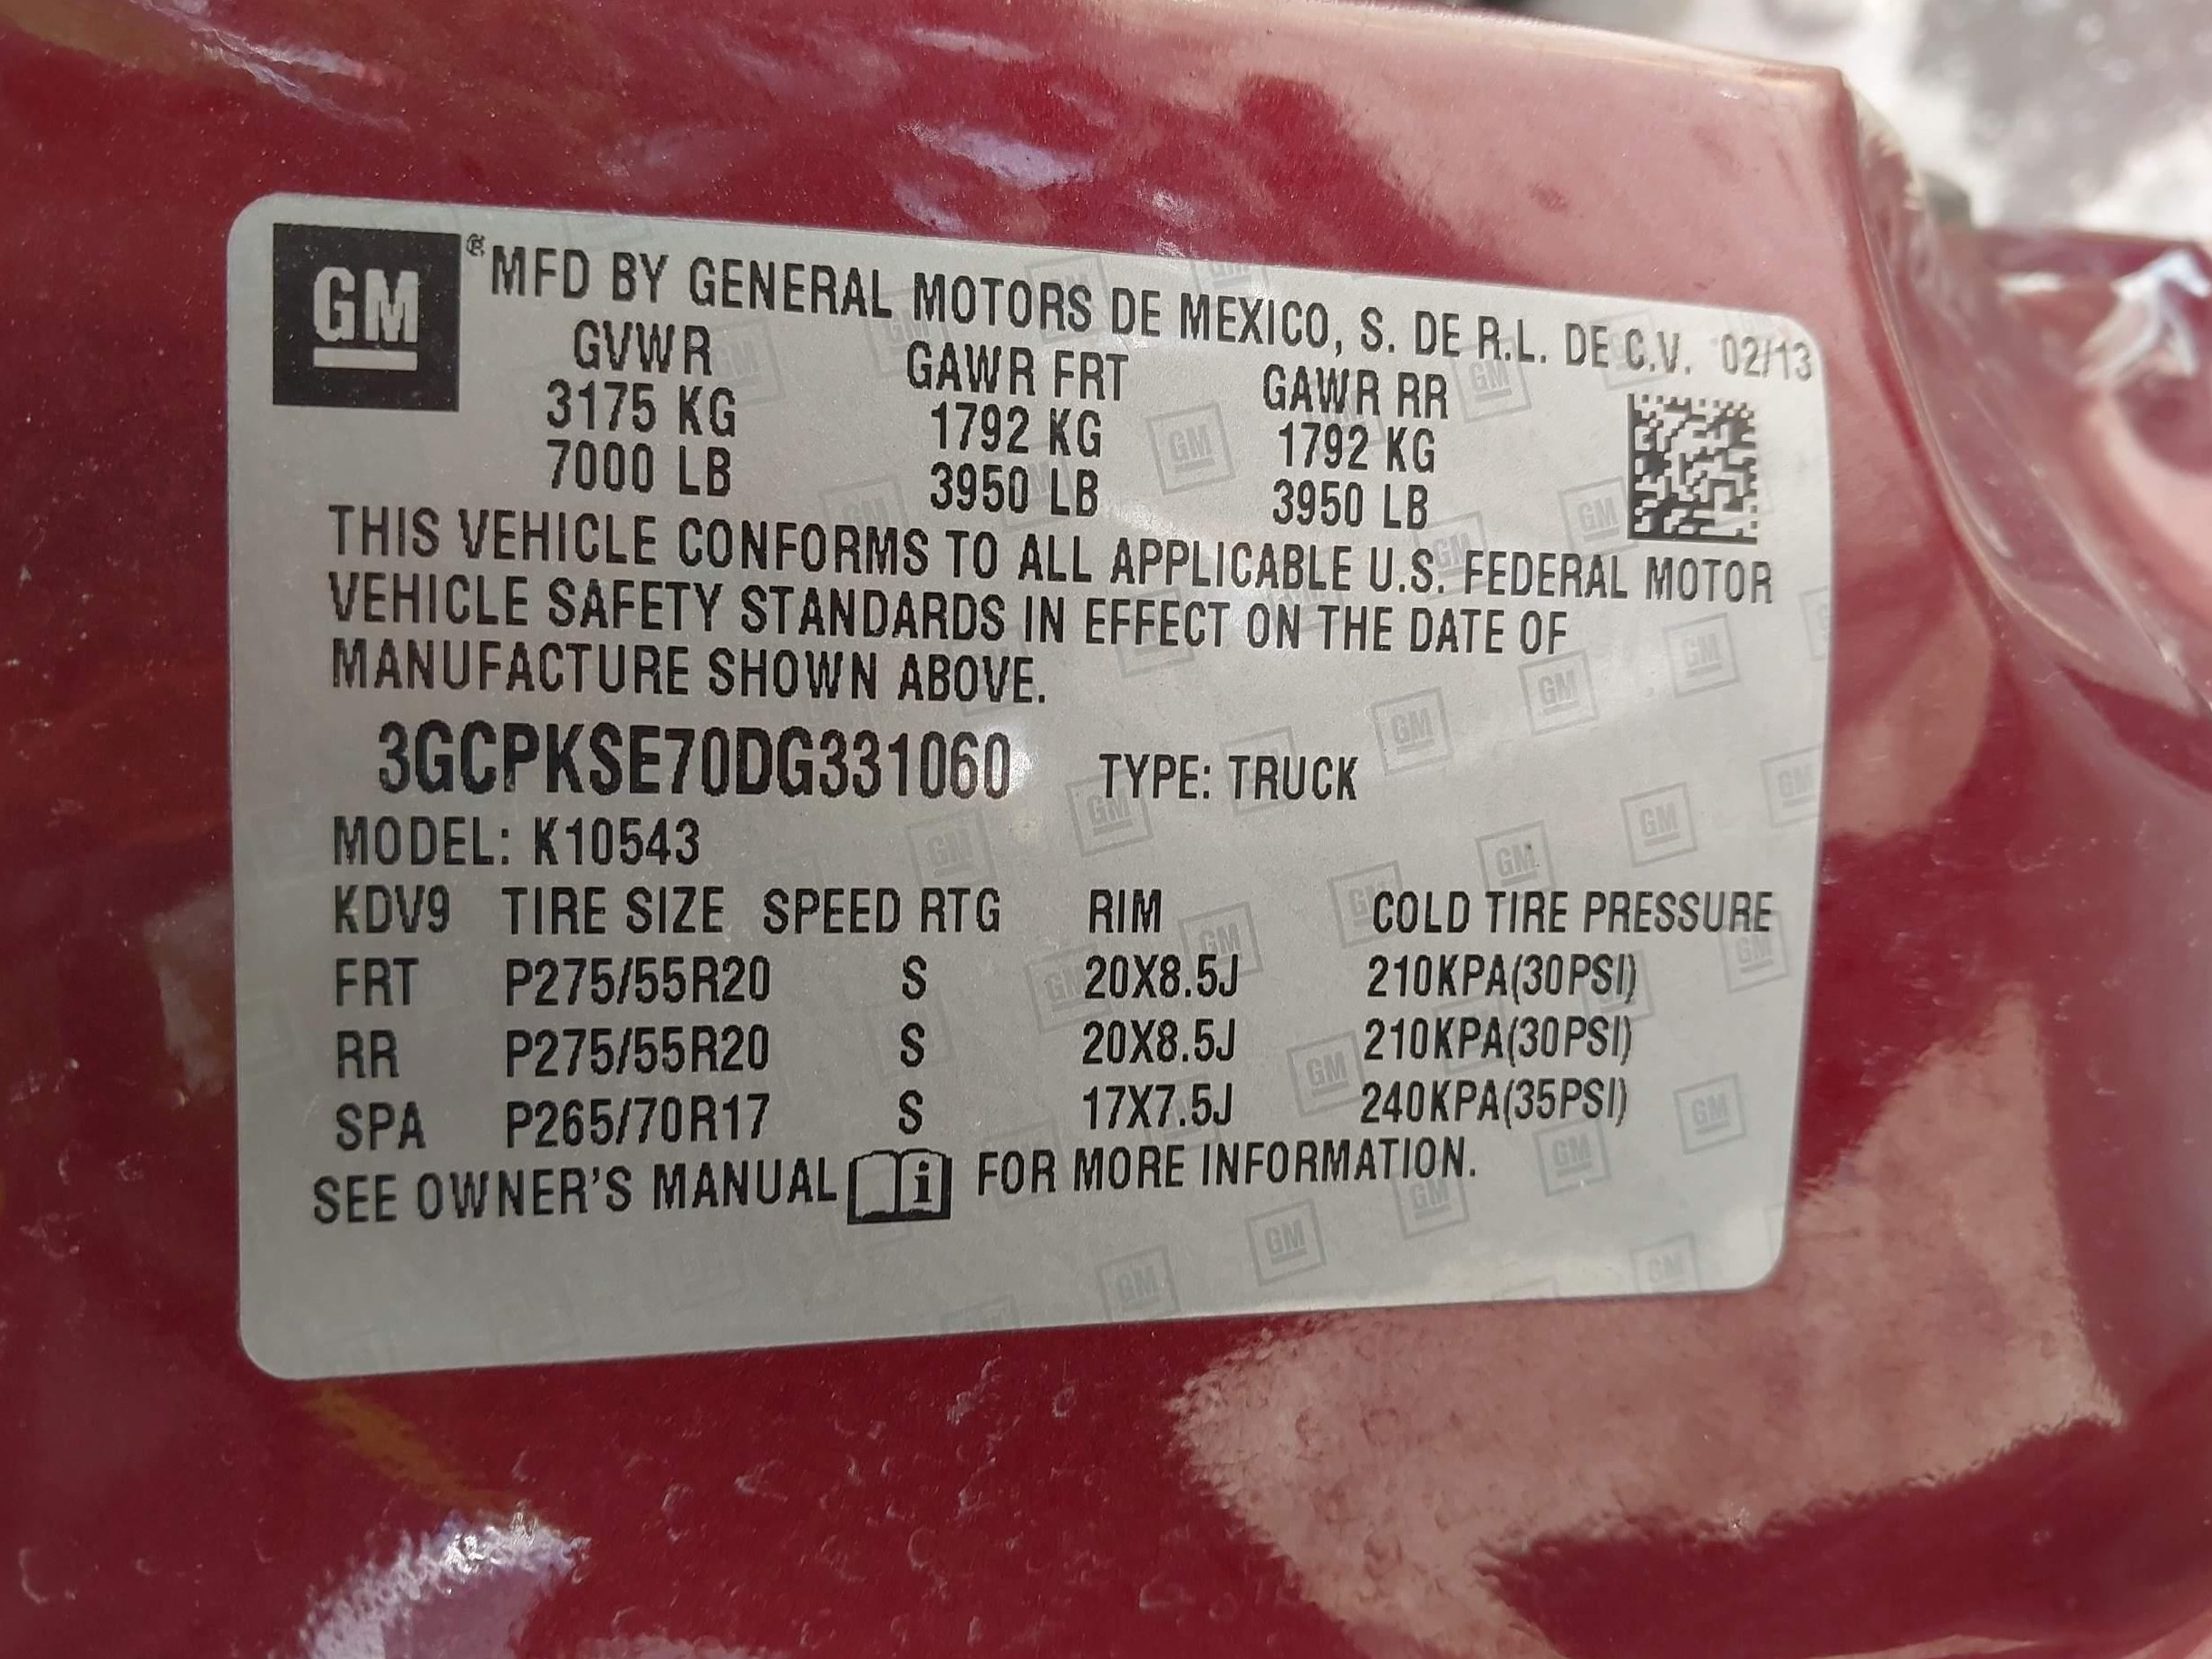 GM ® MFD BY GENERAL MOTORS DE MEXICO, S. DE R.L. DE C.V. 02/13
GVWR GAWR FRT GAWR RR
3175 KG 1792 KG 1792 KG
7000 LB 3950 LB 3950 LB
THIS VEHICLE CONFORMS TO ALL APPLICABLE U.S. FEDERAL MOTOR
VEHICLE SAFETY STANDARDS IN EFFECT ON THE DATE OF
MANUFACTURE SHOWN ABOVE.
3GCPKSE70DG331060 TYPE: TRUCK
MODEL: K10543
KDV9 TIRE SIZE SPEED RTG RIM COLD TIRE PRESSURE
FRT P275/55R20 S 20X8.5J 210KPA(30PSI)
RR P275/55R20 S 20X8.5J 210KPA(30PSI)
SPA P265/70R17 S 17X7.5J 240KPA(35PSI)
SEE OWNER'S MANUAL i FOR MORE INFORMATION.